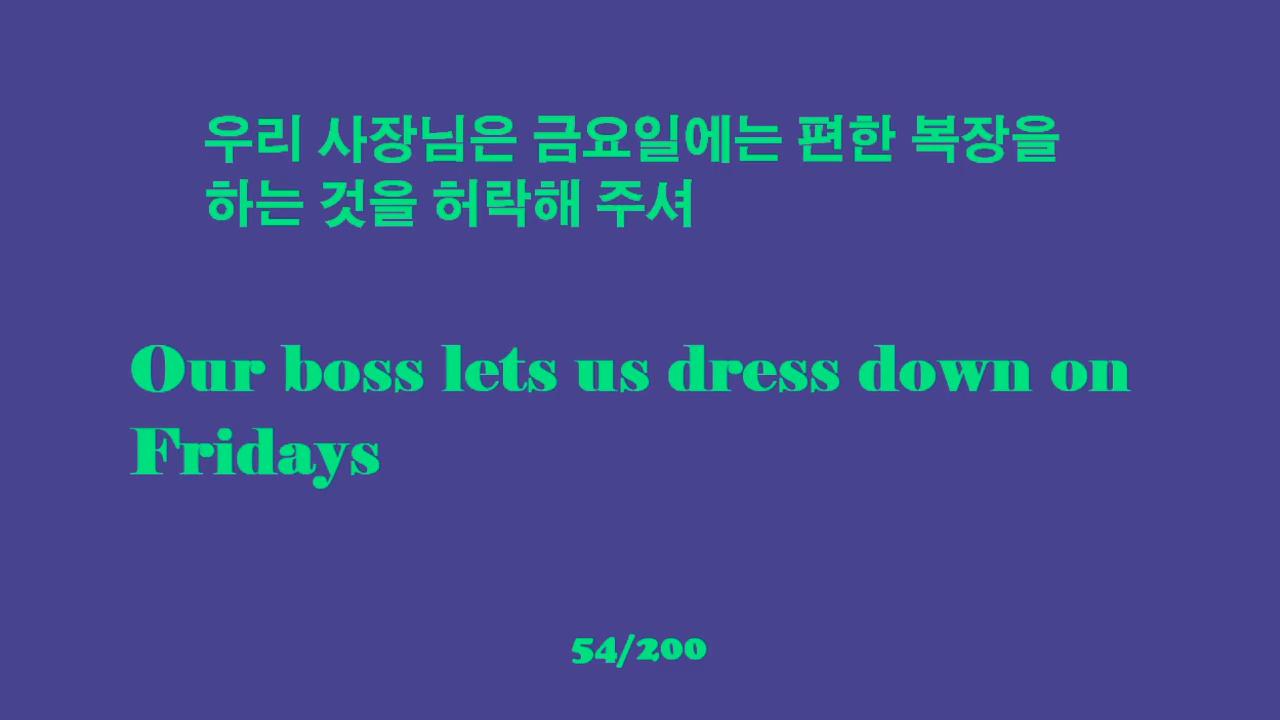 우리 사장님은 금요일에는 편한 복장을
하는 것을 허락해 주셔
Our boss lets us dress down on
Fridays
54/200